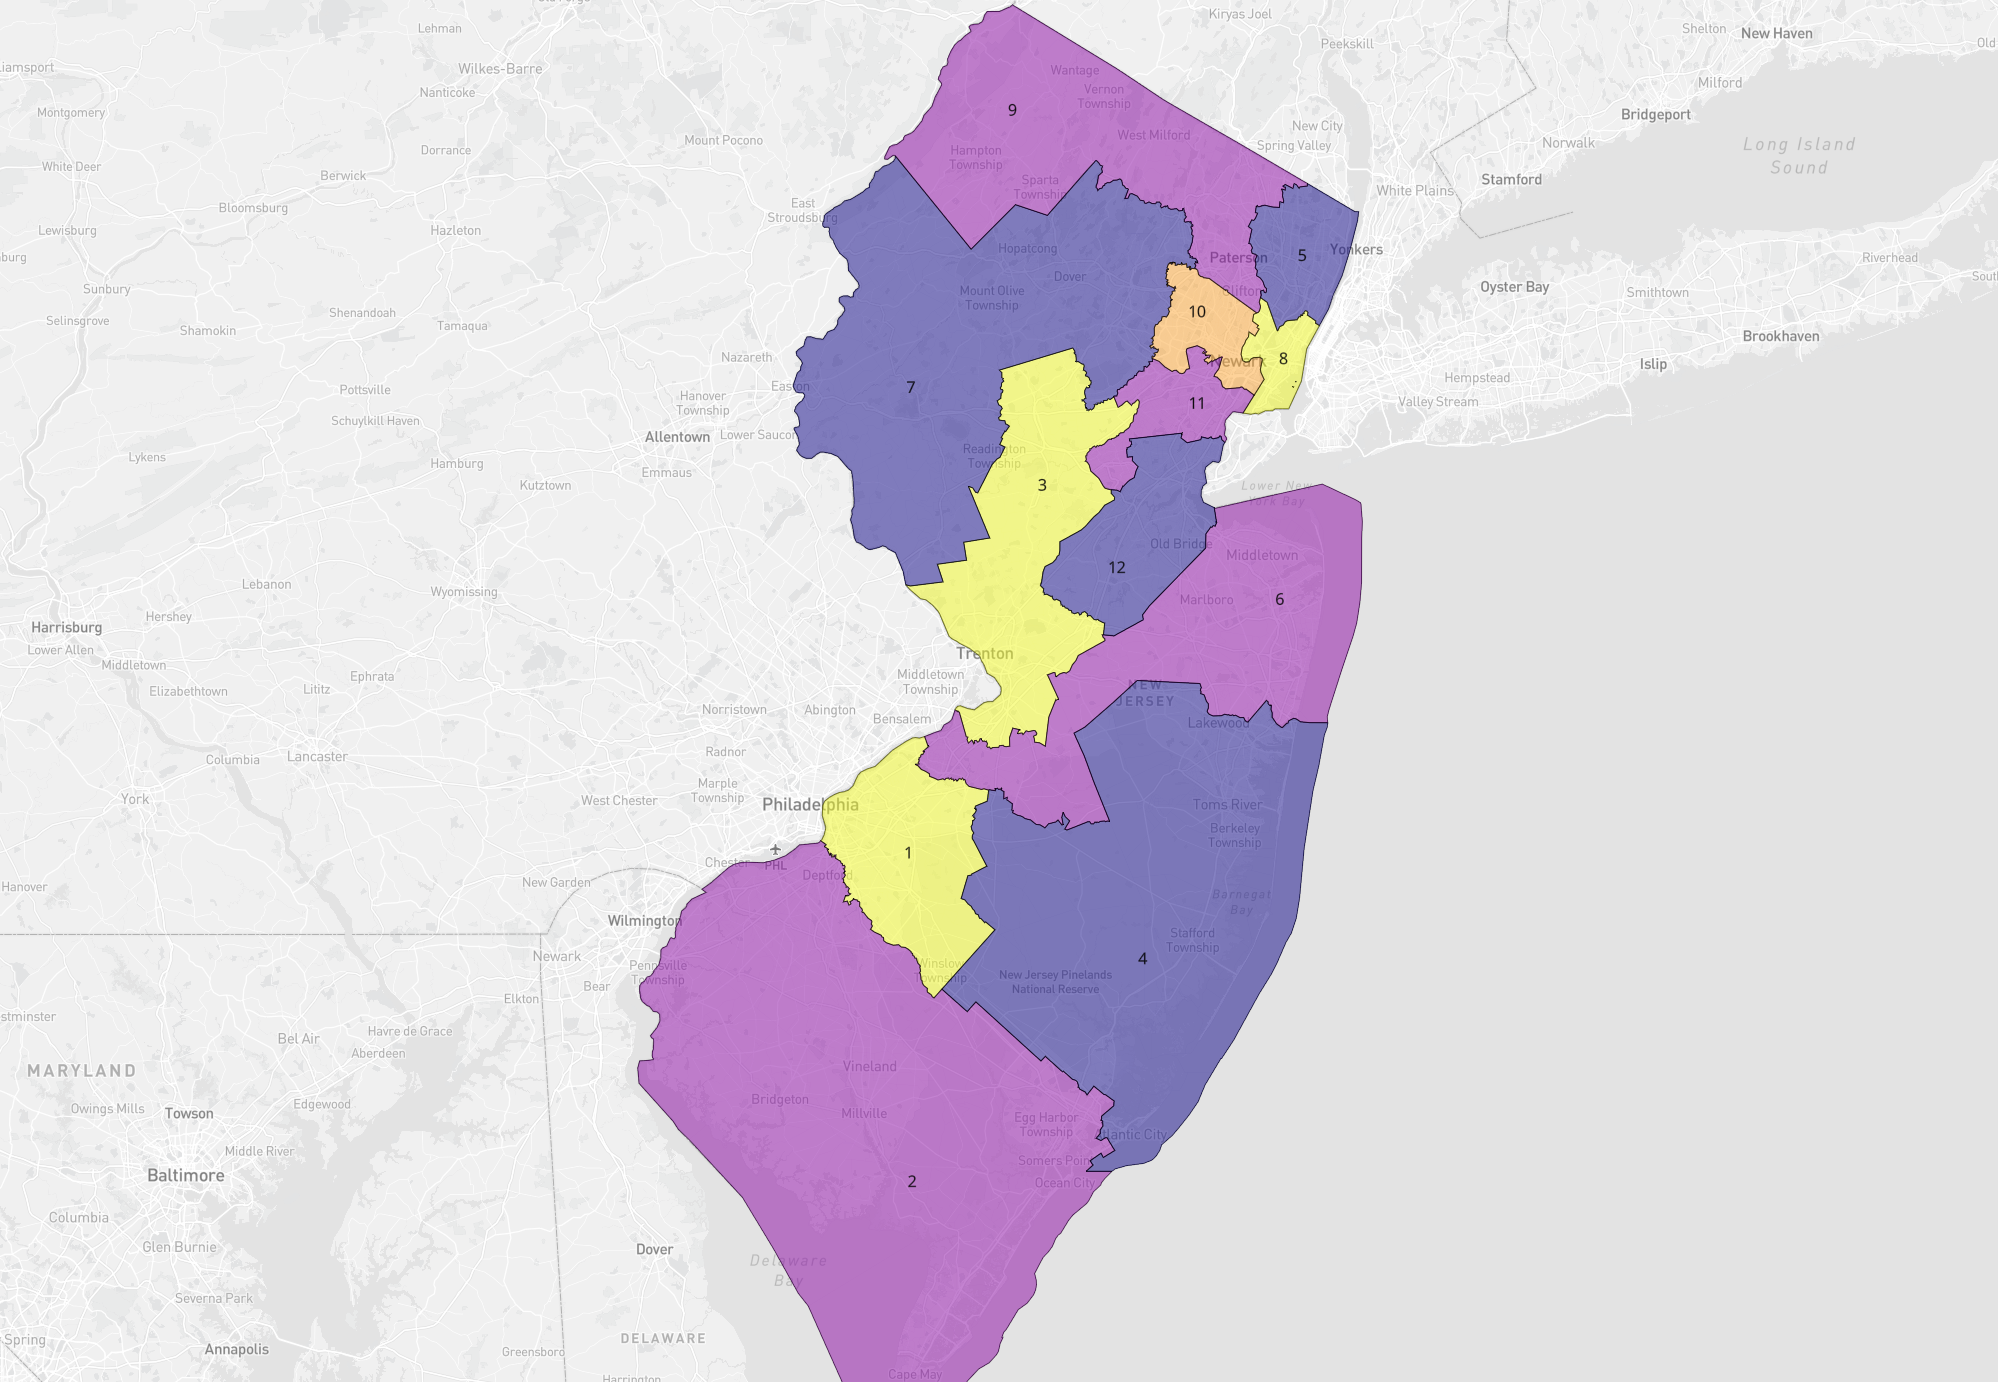 Kiryas Joel
Shelton
New Haven
Old
Lehman
Peekskill
Milford
liamsport
Wilkes-Barre
Wantage
Nanticoke
Vernon
Township
Montgomery
9
Bridgeport
New City
West Milford
Mount Pocono
Spring Valley
Norwalk
Long Island
Sound
Dorrance
Hampton
Township
White Deer
Berwick
Sparta
Township
Stamford
White Plains
East
Stroudsburg
Bloomsburg
Lewisburg
Hazleton
Hopatcong
5
Yonkers
Paterson
Riverhead
burg
Dover
Sout
Sunbury
Mount Olive
Township
Clifton
Oyster Bay
Smithtown
Shenandoah
10
Selinsgrove
Shamokin
Tamaqua
Brookhaven
Nazareth
Newark
8
Islip
Easton
7
Hempstead
Pottsville
Hanover
Township
11
Valley Stream
Schuylkill Haven
Allentown
Lower Saucon
Readington
Township
Lykens
Hamburg
Emmaus
Kutztown
3
Lower New
York Bay
Old Bridge
Middletown
12
Lebanon
Wyomissing
Marlboro
6
Hershey
Harrisburg
Lower Allen
Trenton
Middletown
Middletown
Township
Ephrata
Elizabethtown
Lititz
NEW
JERSEY
Norristown
Abington
Bensalem
Lakewood
Lancaster
Radnor
Columbia
Marple
Township
York
West Chester
Philadelphia
Toms River
Berkeley
Township
1
Chester
PHL
Deptford
Hanover
New Garden
Barnegat
Bay
Wilmington
Stafford
Township
Newark
Pennsville
Township
Winslow
Township
4
New Jersey Pinelands
National Reserve
Bear
Elkton
stminster
Havre de Grace
Bel Air
Aberdeen
MARYLAND
Vineland
Bridgeton
Millville
Owings Mills
Towson
Edgewood
Egg Harbor
Township
Atlantic City
Middle River
Somers Point
Baltimore
2
Ocean City
Columbia
Glen Burnie
Dover
Delaware
Bay
Severna Park
Spring
DELAWARE
Annapolis
Greensboro
Harrington
Cape May